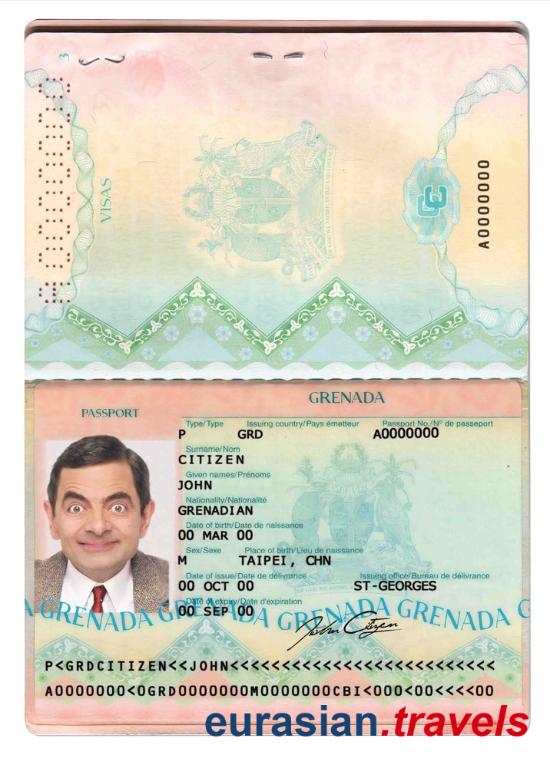 3
VISAS
A0000000
GRENADA
PASSPORT
Type/Type Issuing country/Pays émetteur Passport No./Nº de passeport
P GRD A0000000
Surname/Nom
CITIZEN
Given names/Prénoms
JOHN
Nationality/Nationalité
GRENADIAN
Date of birth/Date de naissance
00 MAR 00
Sex/Sexe Place of birth/Lieu de naissance
M TAIPEI, CHN
Date of issue/Date de délivrance Issuing office/Bureau de délivrance
00 OCT 00 ST-GEORGES
Date of expiry/Date d'expiration
00 SEP 00
GRENADA GRENADA GRENADA GRENADA G
John Citizen
P<GRDCITIZEN<<JOHN<<<<<<<<<<<<<<<<<<<<<<<<<<
A0000000<0GRD0000000M0000000CBI<000<00<<<<00
eurasian.travels